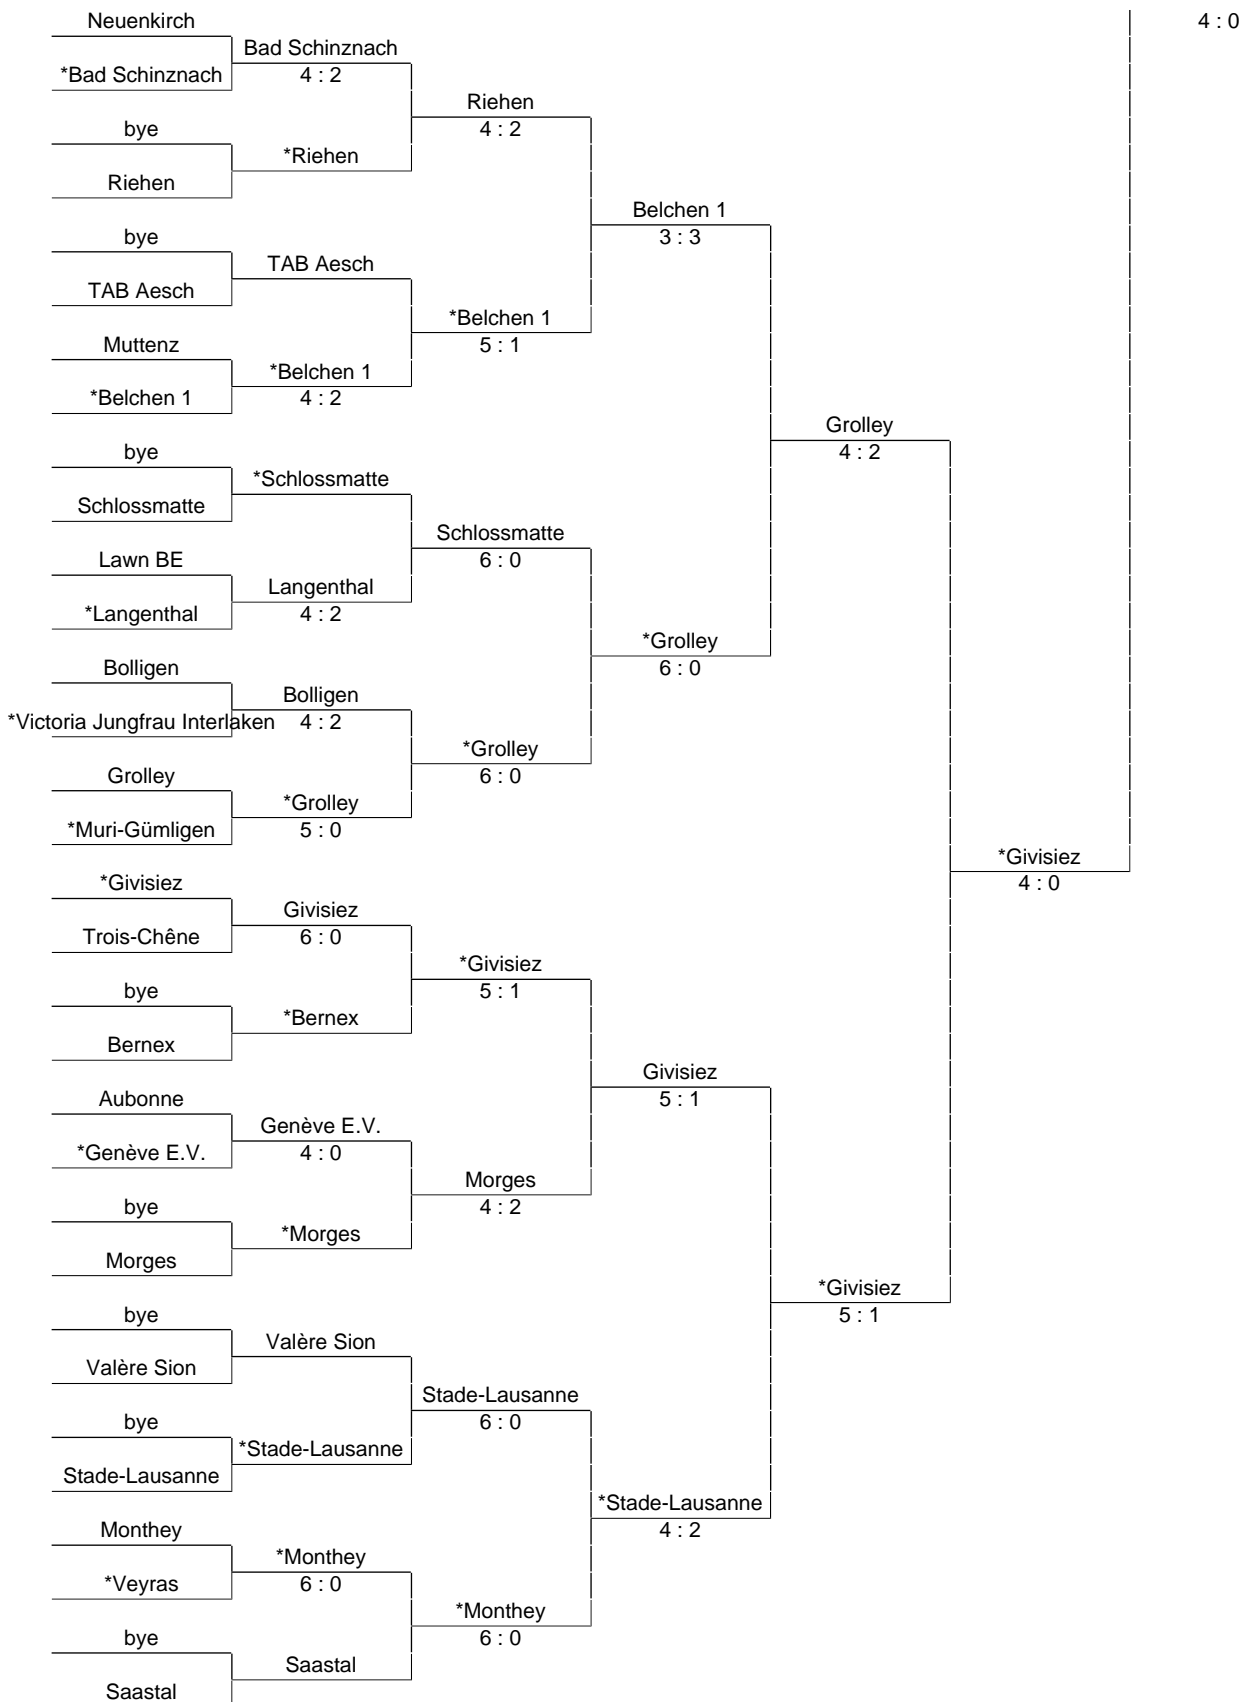 Neuenkirch
4 : 0
Bad Schinznach
*Bad Schinznach
4 : 2
Riehen
bye
4 : 2
*Riehen
Riehen
Belchen 1
bye
3 : 3
TAB Aesch
TAB Aesch
*Belchen 1
Muttenz
5 : 1
*Belchen 1
*Belchen 1
4 : 2
Grolley
bye
4 : 2
*Schlossmatte
Schlossmatte
Schlossmatte
Lawn BE
6 : 0
Langenthal
*Langenthal
4 : 2
*Grolley
Bolligen
6 : 0
Bolligen
*Victoria Jungfrau Interlaken
4 : 2
*Grolley
Grolley
6 : 0
*Grolley
*Muri-Gümligen
5 : 0
*Givisiez
*Givisiez
4 : 0
Givisiez
Trois-Chêne
6 : 0
*Givisiez
bye
5 : 1
*Bernex
Bernex
Givisiez
Aubonne
5 : 1
Genève E.V.
*Genève E.V.
4 : 0
Morges
bye
4 : 2
*Morges
Morges
*Givisiez
bye
5 : 1
Valère Sion
Valère Sion
Stade-Lausanne
bye
6 : 0
*Stade-Lausanne
Stade-Lausanne
*Stade-Lausanne
Monthey
4 : 2
*Monthey
*Veyras
6 : 0
*Monthey
bye
6 : 0
Saastal
Saastal